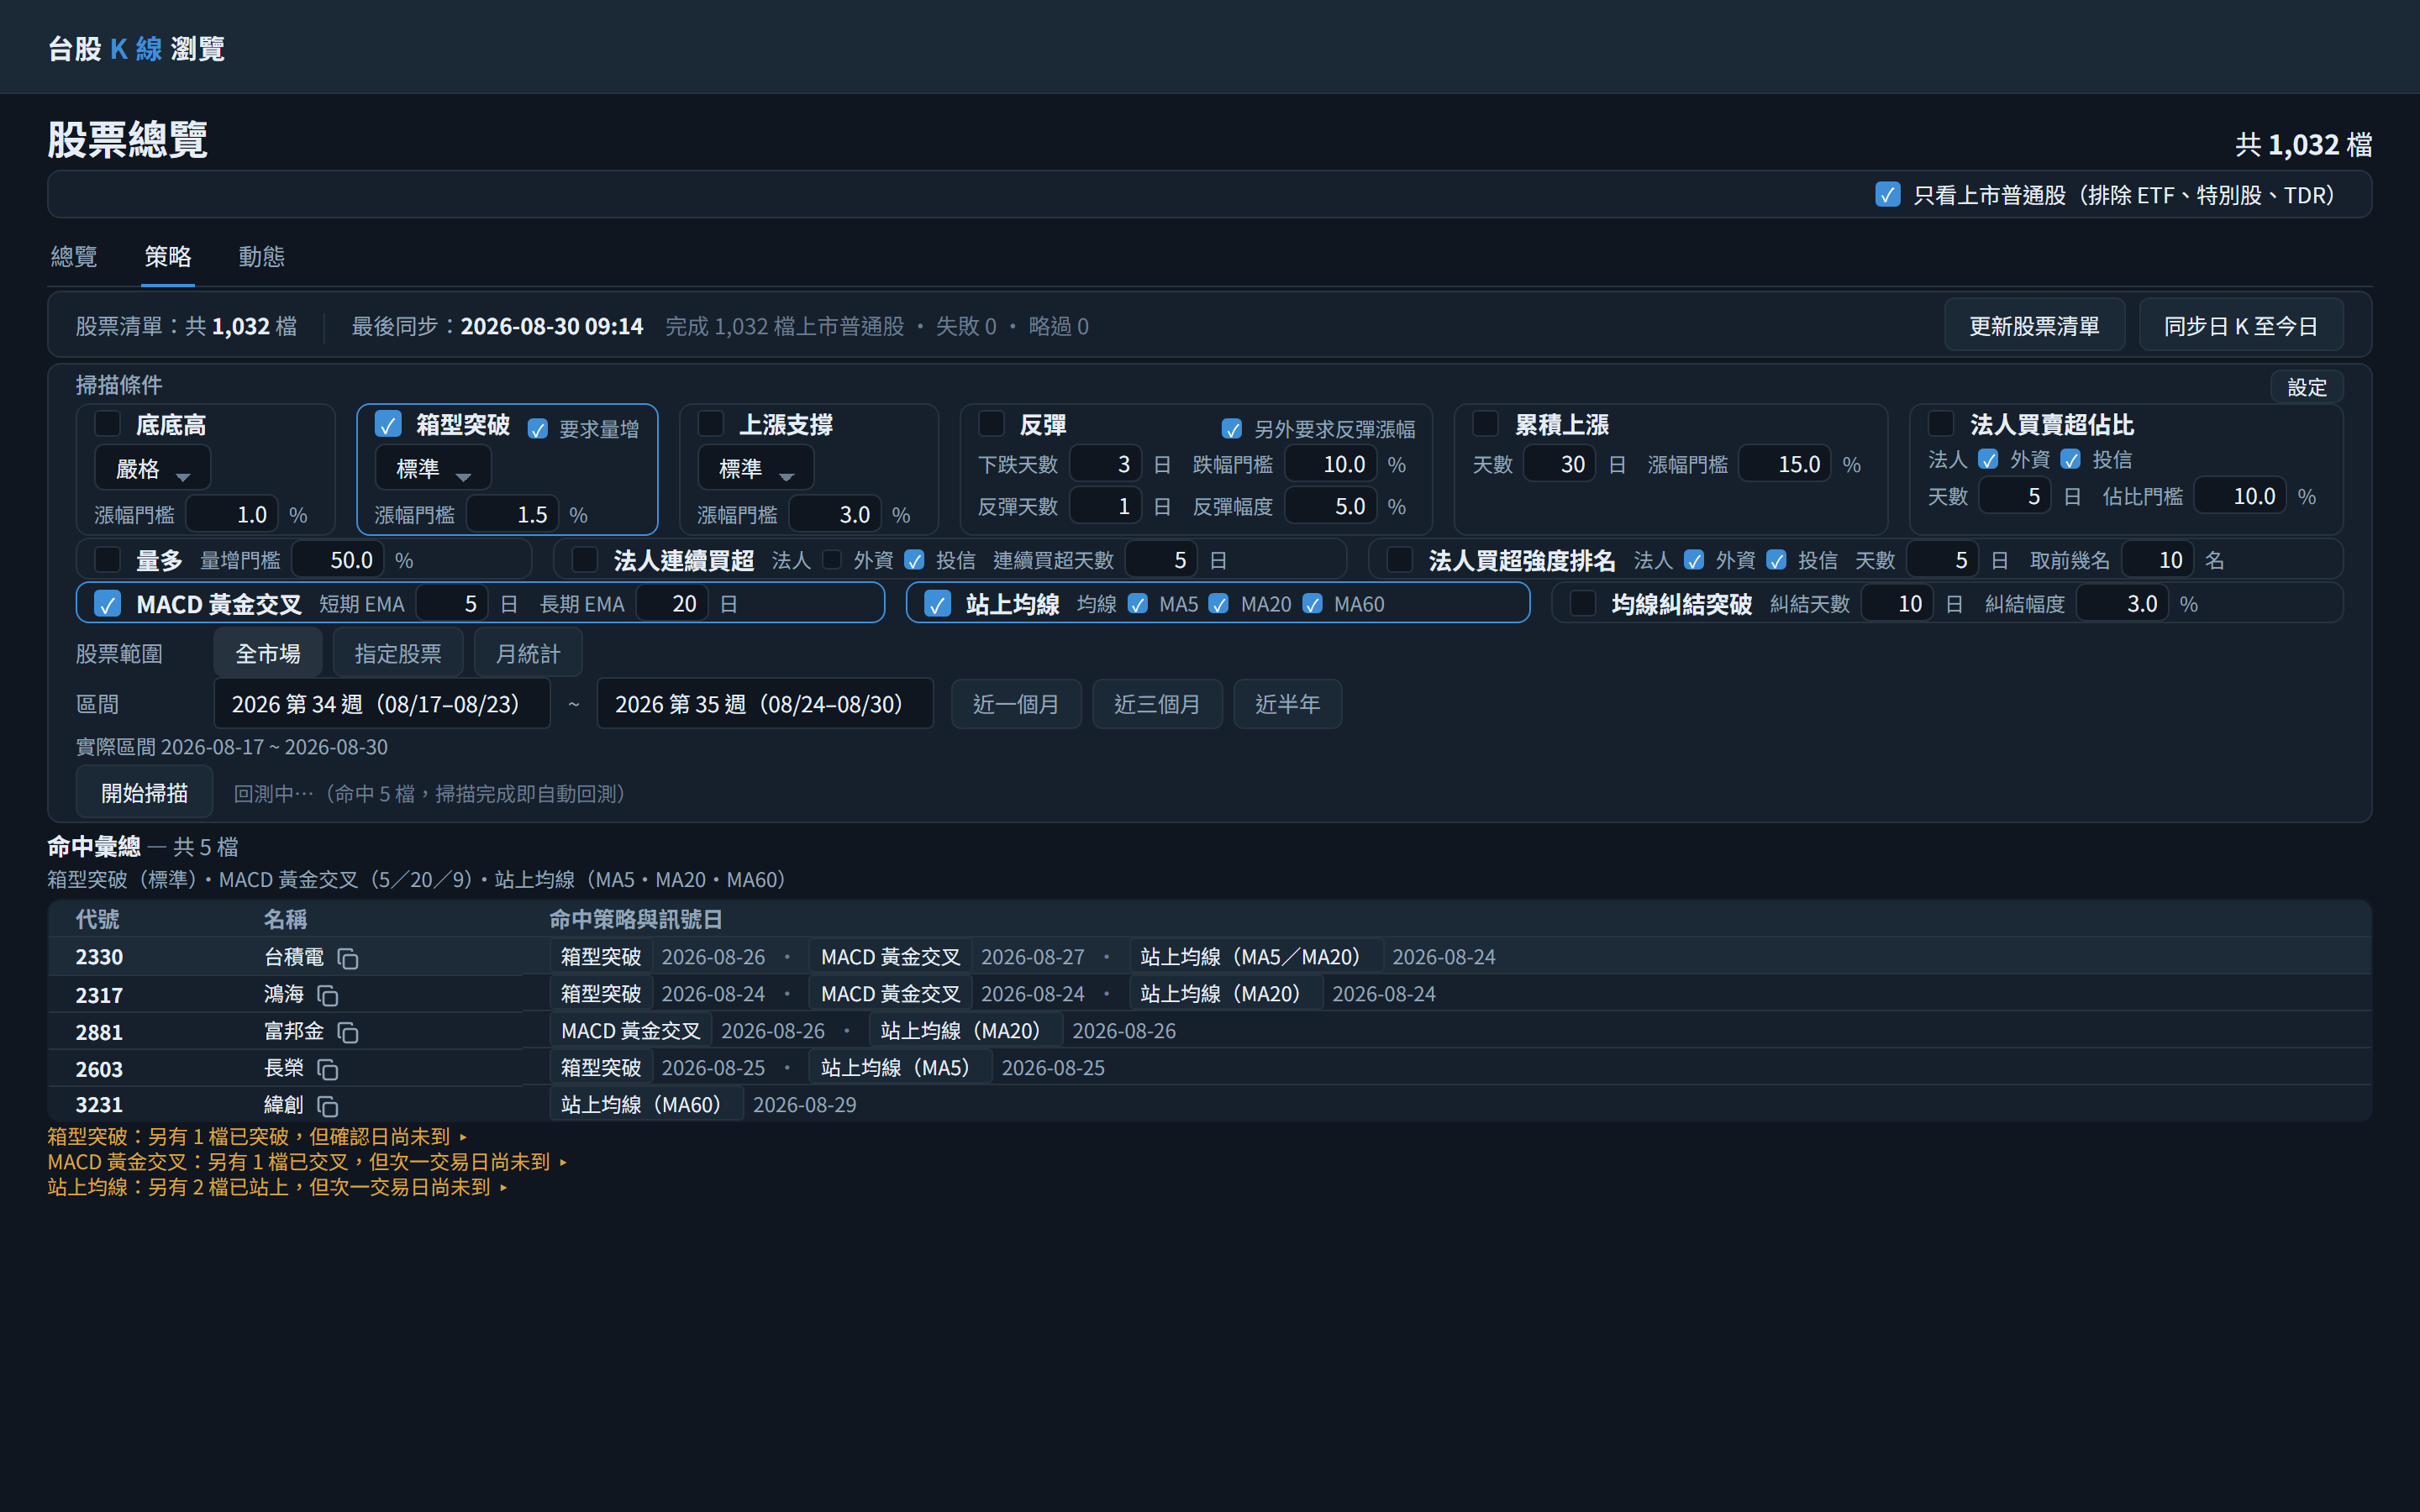 台股 K 線 瀏覽
股票總覽
共 1,032 檔
只看上市普通股（排除 ETF、特別股、TDR）
總覽 策略 動態
股票清單：共 1,032 檔 最後同步：2026-08-30 09:14 完成 1,032 檔上市普通股 · 失敗 0 · 略過 0 更新股票清單 同步日 K 至今日
掃描條件 設定
底底高
嚴格
漲幅門檻 1.0 %
箱型突破 要求量增
標準
漲幅門檻 1.5 %
上漲支撐
標準
漲幅門檻 3.0 %
反彈 另外要求反彈漲幅
下跌天數 3 日 跌幅門檻 10.0 %
反彈天數 1 日 反彈幅度 5.0 %
累積上漲
天數 30 日 漲幅門檻 15.0 %
法人買賣超佔比
法人 外資 投信
天數 5 日 佔比門檻 10.0 %
量多 量增門檻 50.0 %
法人連續買超 法人 外資 投信 連續買超天數 5 日
法人買超強度排名 法人 外資 投信 天數 5 日 取前幾名 10 名
MACD 黃金交叉 短期 EMA 5 日 長期 EMA 20 日
站上均線 均線 MA5 MA20 MA60
均線糾結突破 糾結天數 10 日 糾結幅度 3.0 %
股票範圍 全市場 指定股票 月統計
區間 2026 第 34 週（08/17–08/23） ~ 2026 第 35 週（08/24–08/30） 近一個月 近三個月 近半年
實際區間 2026-08-17 ~ 2026-08-30
開始掃描 回測中⋯（命中 5 檔，掃描完成即自動回測）
命中彙總 — 共 5 檔
箱型突破（標準）· MACD 黃金交叉（5／20／9）· 站上均線（MA5 · MA20 · MA60）
代號 名稱 命中策略與訊號日
2330 台積電 箱型突破 2026-08-26 · MACD 黃金交叉 2026-08-27 · 站上均線（MA5／MA20） 2026-08-24
2317 鴻海 箱型突破 2026-08-24 · MACD 黃金交叉 2026-08-24 · 站上均線（MA20） 2026-08-24
2881 富邦金 MACD 黃金交叉 2026-08-26 · 站上均線（MA20） 2026-08-26
2603 長榮 箱型突破 2026-08-25 · 站上均線（MA5） 2026-08-25
3231 緯創 站上均線（MA60） 2026-08-29
箱型突破：另有 1 檔已突破，但確認日尚未到 ▸
MACD 黃金交叉：另有 1 檔已交叉，但次一交易日尚未到 ▸
站上均線：另有 2 檔已站上，但次一交易日尚未到 ▸